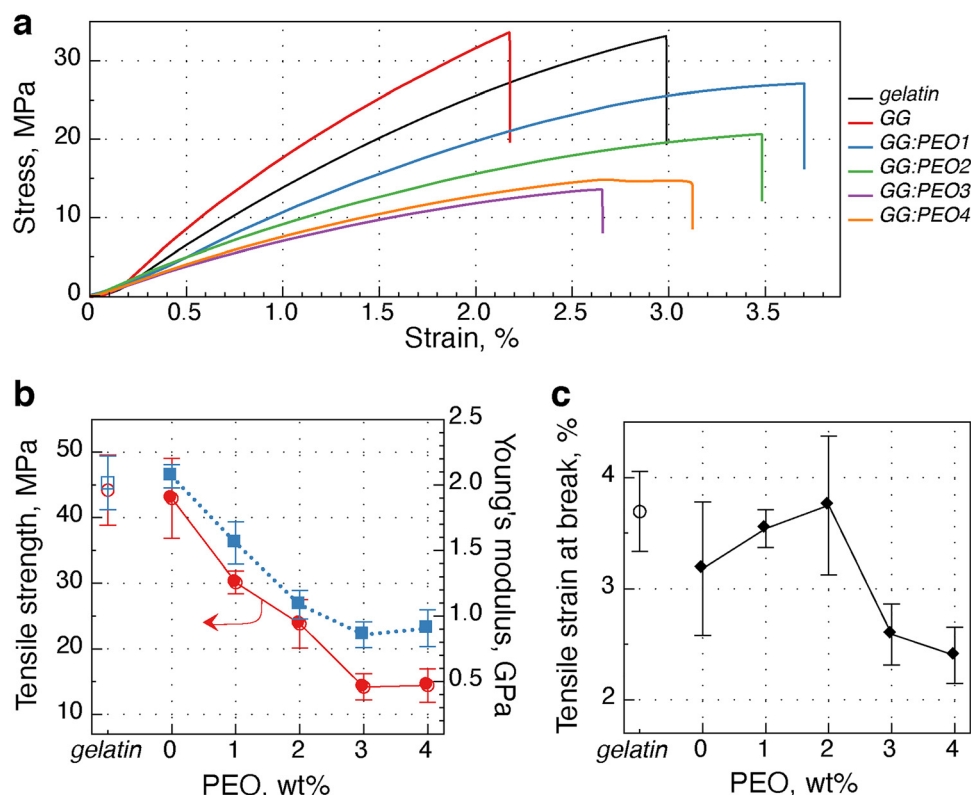 a
Stress, MPa
30
20
10
0
0 0.5 1.0 1.5 2.0 2.5 3.0 3.5
Strain, %
gelatin
GG
GG:PEO1
GG:PEO2
GG:PEO3
GG:PEO4
b
Tensile strength, MPa
50
40
30
20
10
2.5
2.0
1.5
1.0
0.5
Young's modulus, GPa
gelatin 0 1 2 3 4
PEO, wt%
c
Tensile strain at break, %
4
3
2
gelatin 0 1 2 3 4
PEO, wt%